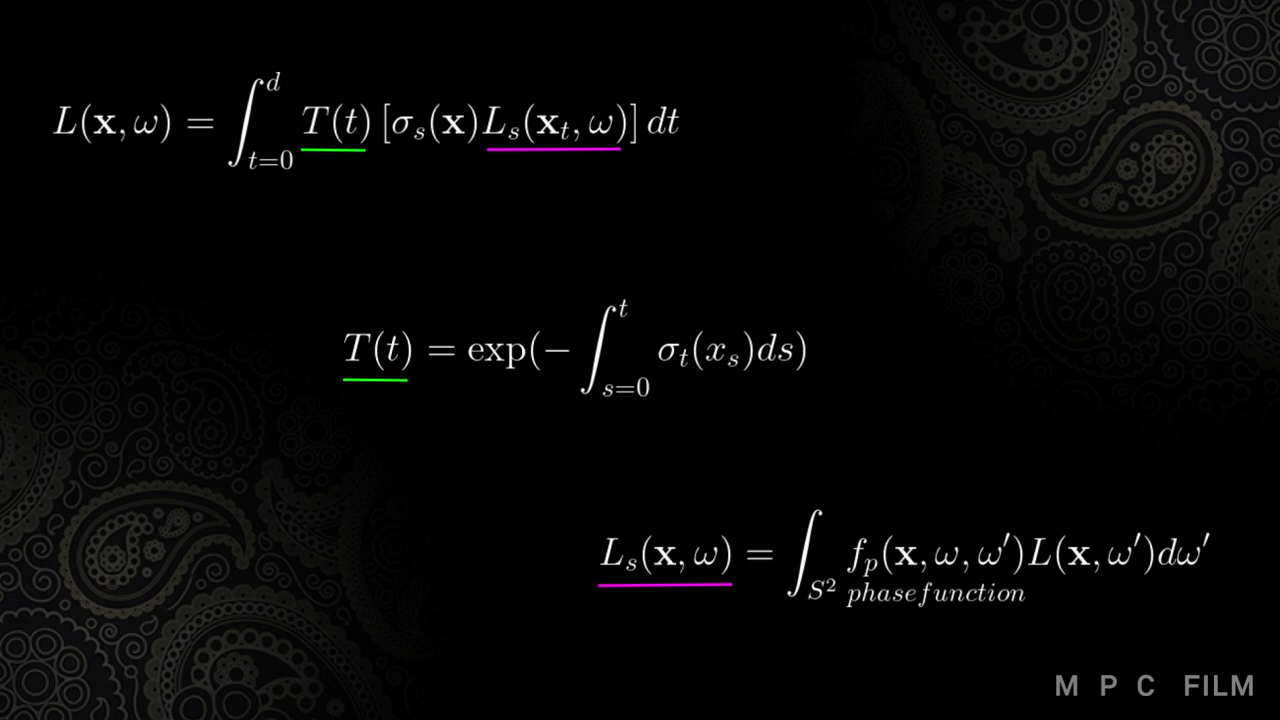 L(x, ω) = ∫_{t=0}^{d} T(t) [σ_s(x)L_s(x_t, ω)] dt
T(t) = exp(− ∫_{s=0}^{t} σ_t(x_s)ds)
L_s(x, ω) = ∫_{S²} f_p(x, ω, ω′)L(x, ω′)dω′
phasefunction
M P C FILM